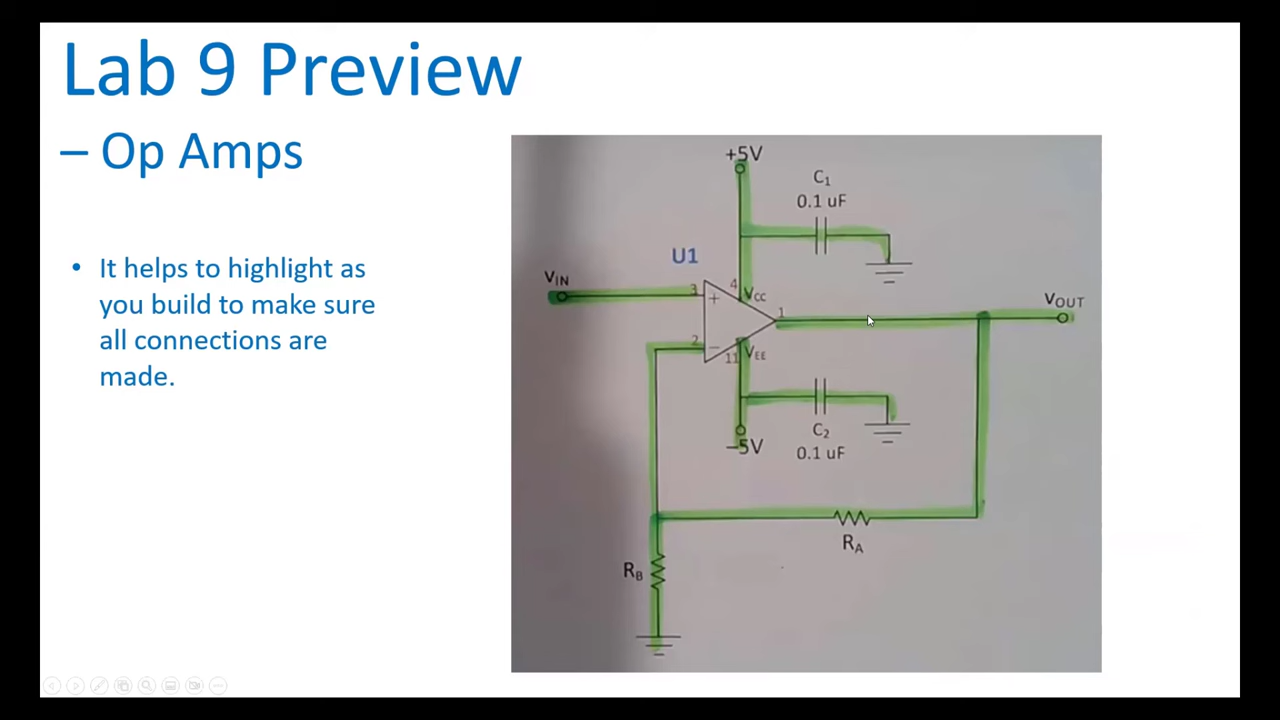 Lab 9 Preview
– Op Amps
• It helps to highlight as
you build to make sure
all connections are
made.
+5V
C1
0.1 uF
U1
VIN
3
4
VCC
+
1
VOUT
2
−
11
VEE
C2
–5V
0.1 uF
RA
RB